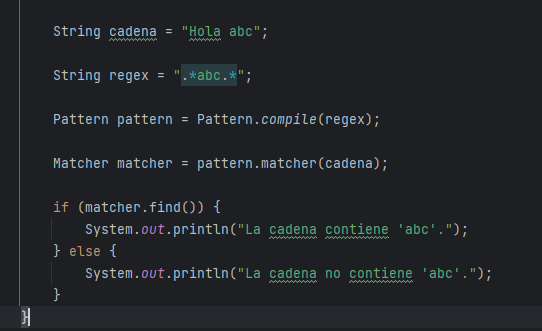 String cadena = "Hola abc";
String regex = ".*abc.*";
Pattern pattern = Pattern.compile(regex);
Matcher matcher = pattern.matcher(cadena);
if (matcher.find()) {
System.out.println("La cadena contiene 'abc'.");
} else {
System.out.println("La cadena no contiene 'abc'.");
}
}